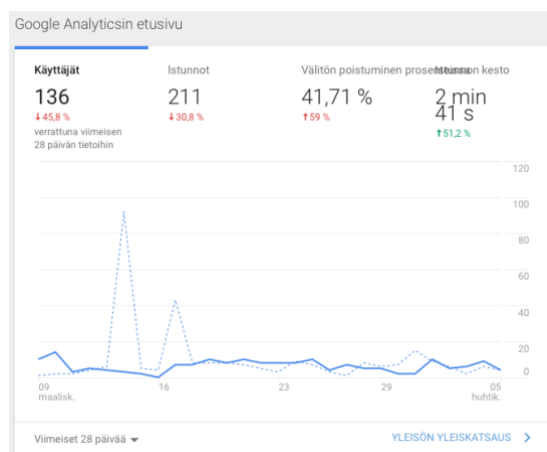 Google Analyticsin etusivu
Käyttäjät
136
↓45,8 %
verrattuna viimeisen
28 päivän tietoihin
Istunnot
211
↓30,8 %
Välitön poistuminen
41,71 %
↑59 %
kesto
2 min
41 s
↑51,2 %
120
100
80
60
40
20
0
09
maalisk.
16
23
29
05
huhtik.
Viimeiset 28 päivää
YLEISÖN YLEISKATSAUS